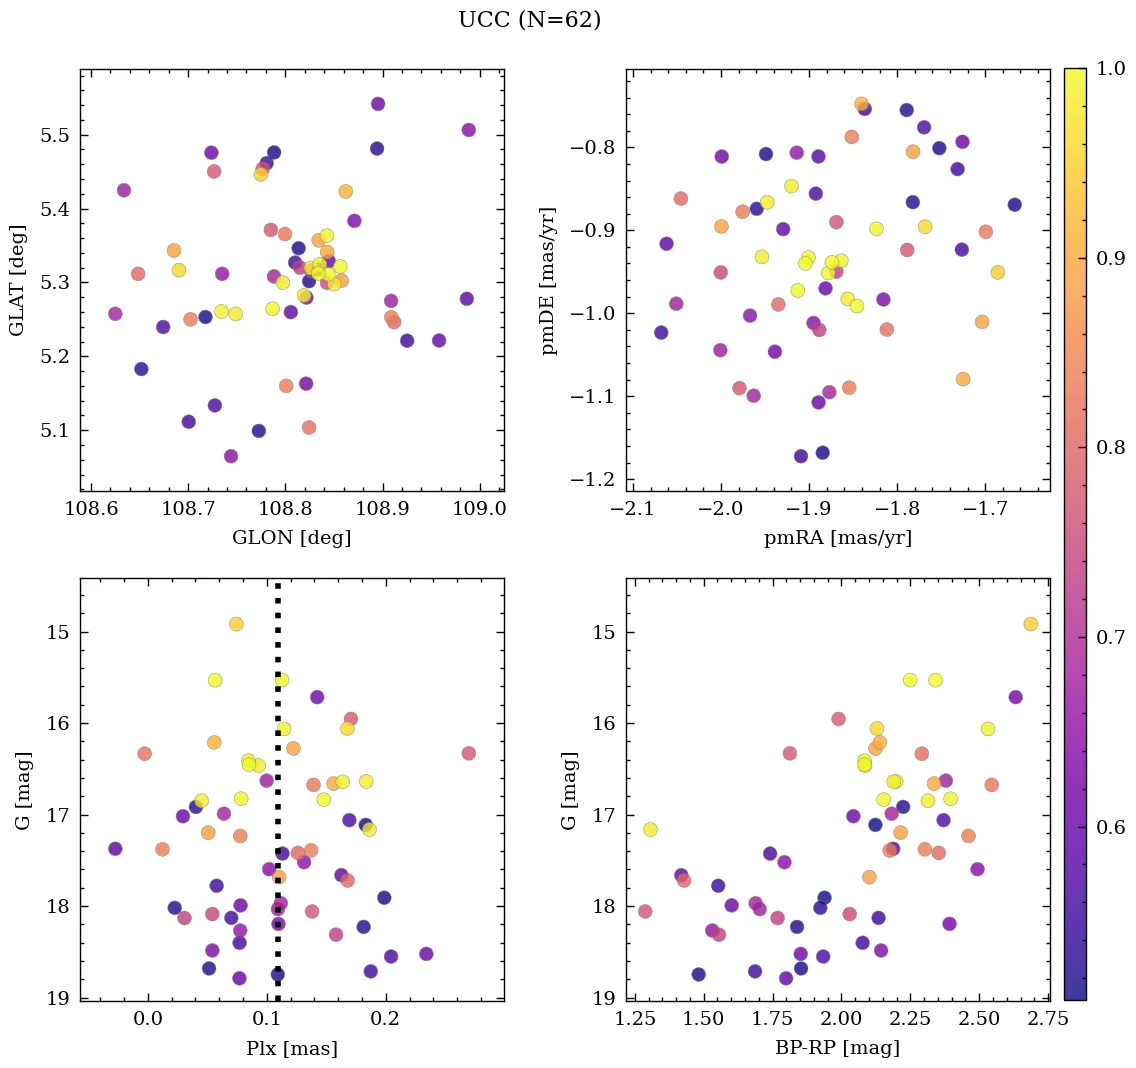 UCC (N=62)
5.5
5.4
5.3
5.2
5.1
GLAT [deg]
108.6 108.7 108.8 108.9 109.0
GLON [deg]
−0.8
−0.9
−1.0
−1.1
−1.2
pmDE [mas/yr]
−2.1 −2.0 −1.9 −1.8 −1.7
pmRA [mas/yr]
15
16
17
18
19
G [mag]
0.0 0.1 0.2
Plx [mas]
15
16
17
18
19
G [mag]
1.25 1.50 1.75 2.00 2.25 2.50 2.75
BP-RP [mag]
1.0
0.9
0.8
0.7
0.6